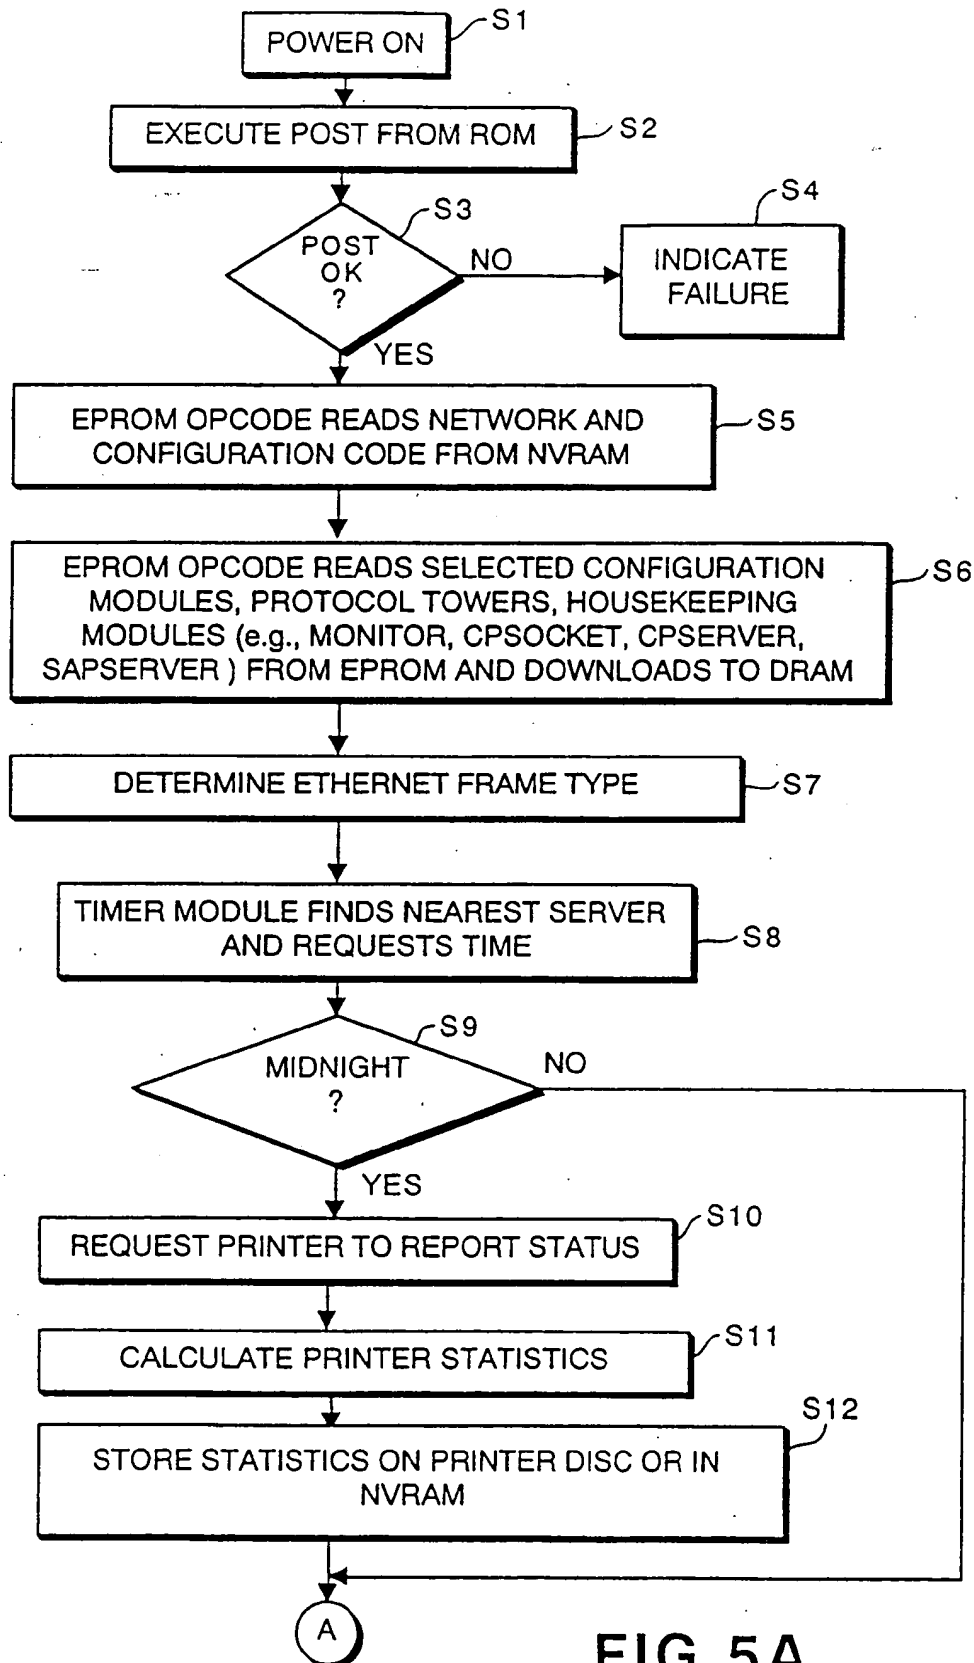 S1
POWER ON
EXECUTE POST FROM ROM
S2
S3
POST
OK
?
NO
S4
INDICATE
FAILURE
YES
EPROM OPCODE READS NETWORK AND
CONFIGURATION CODE FROM NVRAM
S5
EPROM OPCODE READS SELECTED CONFIGURATION
MODULES, PROTOCOL TOWERS, HOUSEKEEPING
MODULES (e.g., MONITOR, CPSOCKET, CPSERVER,
SAPSERVER ) FROM EPROM AND DOWNLOADS TO DRAM
S6
DETERMINE ETHERNET FRAME TYPE
S7
TIMER MODULE FINDS NEAREST SERVER
AND REQUESTS TIME
S8
S9
MIDNIGHT
?
NO
YES
REQUEST PRINTER TO REPORT STATUS
S10
CALCULATE PRINTER STATISTICS
S11
STORE STATISTICS ON PRINTER DISC OR IN
NVRAM
S12
A
FIG. 5A